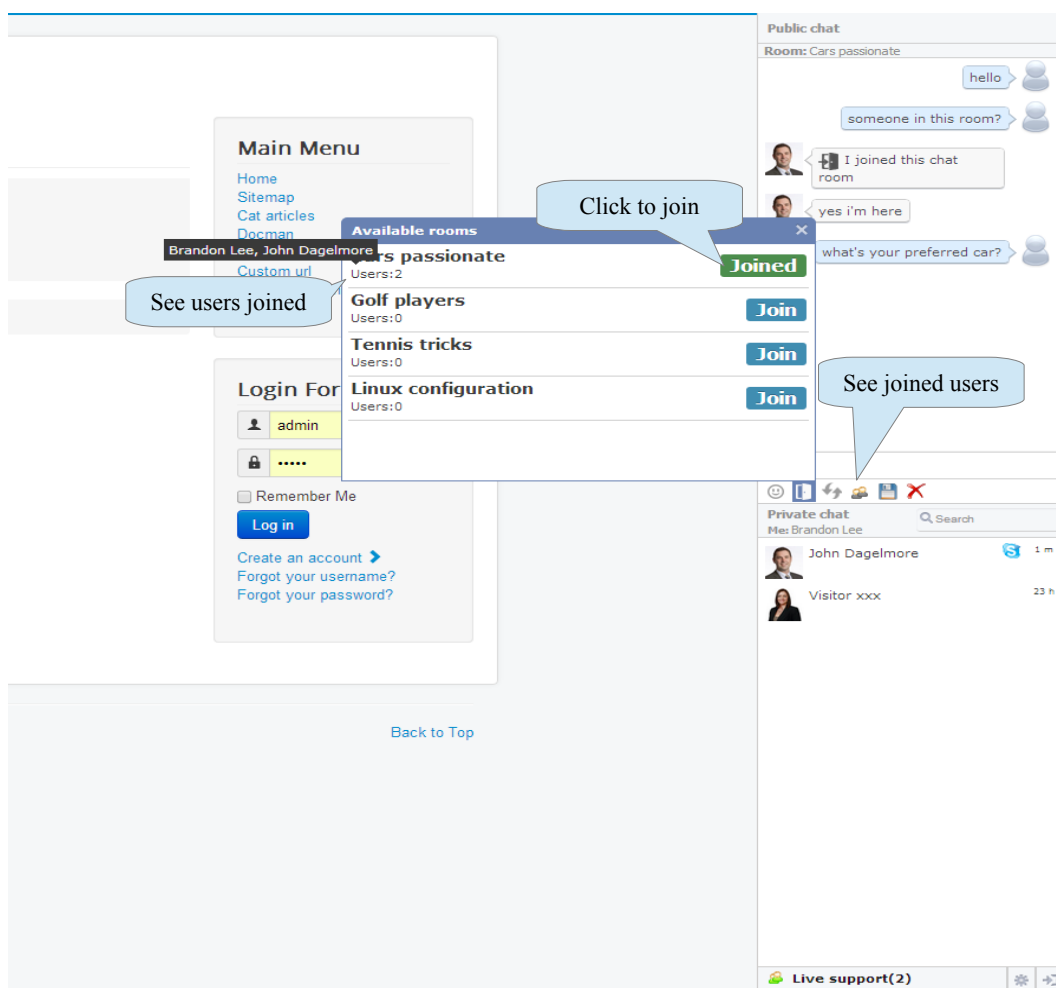 Public chat
Room: Cars passionate
hello
someone in this room?
I joined this chat
room
yes i'm here
what's your preferred car?
Main Menu
Home
Sitemap
Cat articles
Docman
Custom url
Click to join
Available rooms
Brandon Lee, John Dagelmore
passionate
Joined
Users:2
See users joined
Golf players
Users:0
Join
Tennis tricks
Users:0
Join
Linux configuration
Users:0
Join
See joined users
Login For
admin
Remember Me
Log in
Create an account
Forgot your username?
Forgot your password?
Back to Top
Private chat
Me: Brandon Lee
Search
John Dagelmore
1 m
Visitor xxx
23 h
Live support(2)